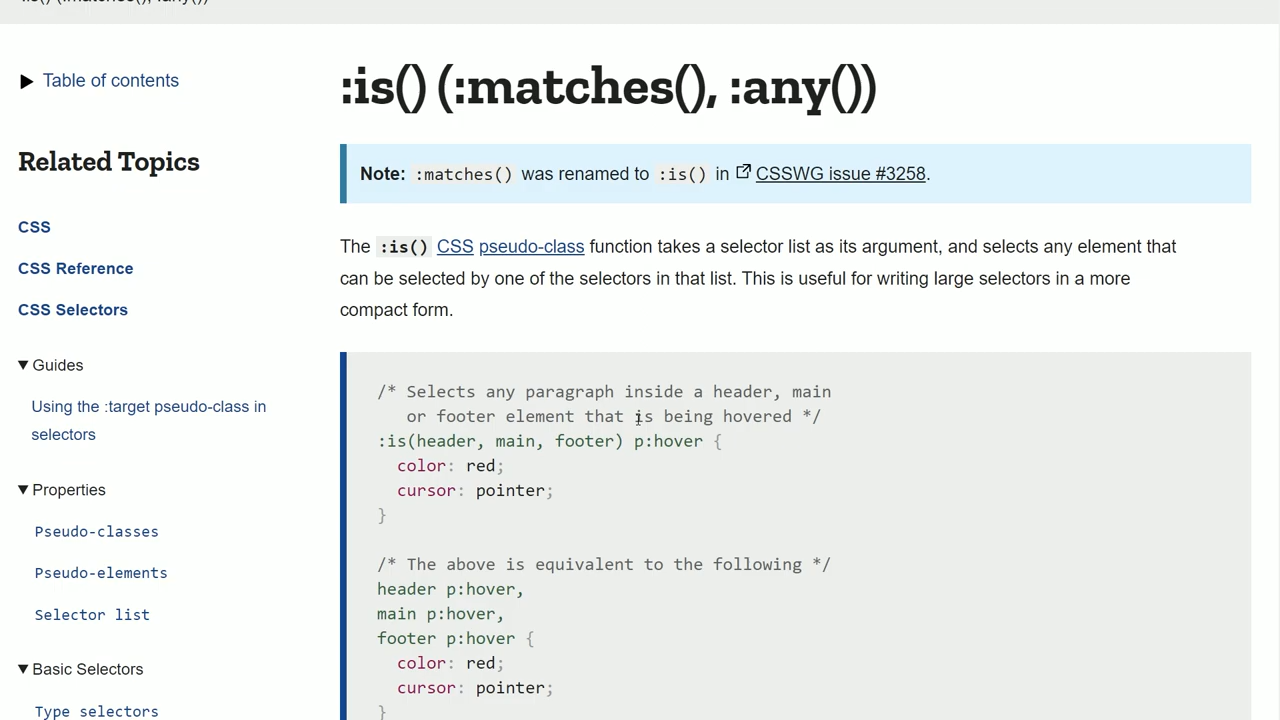 :is() (:matches(), :any())
Table of contents
Related Topics
CSS
CSS Reference
CSS Selectors
Guides
Using the :target pseudo-class in
selectors
Properties
Pseudo-classes
Pseudo-elements
Selector list
Basic Selectors
Type selectors
:is() (:matches(), :any())
Note: :matches() was renamed to :is() in CSSWG issue #3258.
The :is() CSS pseudo-class function takes a selector list as its argument, and selects any element that
can be selected by one of the selectors in that list. This is useful for writing large selectors in a more
compact form.
/* Selects any paragraph inside a header, main
or footer element that is being hovered */
:is(header, main, footer) p:hover {
color: red;
cursor: pointer;
}
/* The above is equivalent to the following */
header p:hover,
main p:hover,
footer p:hover {
color: red;
cursor: pointer;
}